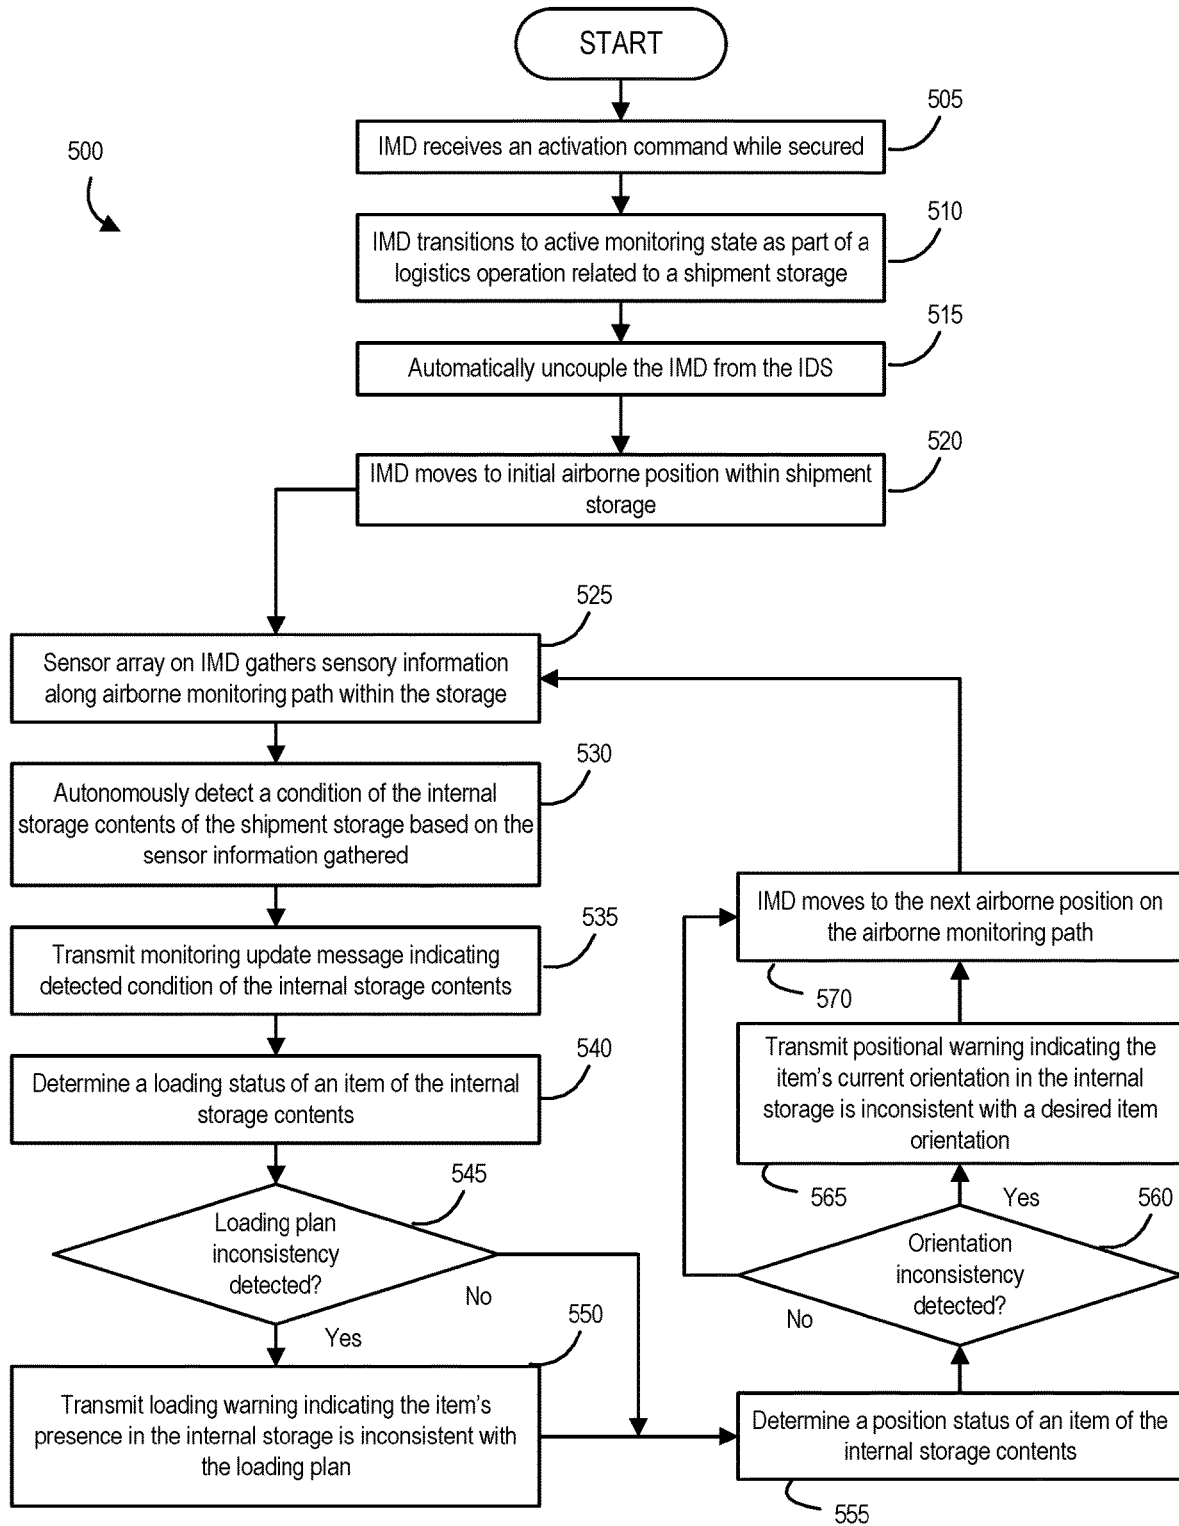 START
505
IMD receives an activation command while secured
500
510
IMD transitions to active monitoring state as part of a
logistics operation related to a shipment storage
515
Automatically uncouple the IMD from the IDS
520
IMD moves to initial airborne position within shipment
storage
525
Sensor array on IMD gathers sensory information
along airborne monitoring path within the storage
530
Autonomously detect a condition of the internal
storage contents of the shipment storage based on the
sensor information gathered
535
Transmit monitoring update message indicating
detected condition of the internal storage contents
540
Determine a loading status of an item of the internal
storage contents
545
Loading plan
inconsistency
detected?
No
Yes
550
Transmit loading warning indicating the item's
presence in the internal storage is inconsistent with
the loading plan
Determine a position status of an item of the
internal storage contents
555
560
Orientation
inconsistency
detected?
No
Yes
565
Transmit positional warning indicating the
item's current orientation in the internal
storage is inconsistent with a desired item
orientation
570
IMD moves to the next airborne position on
the airborne monitoring path